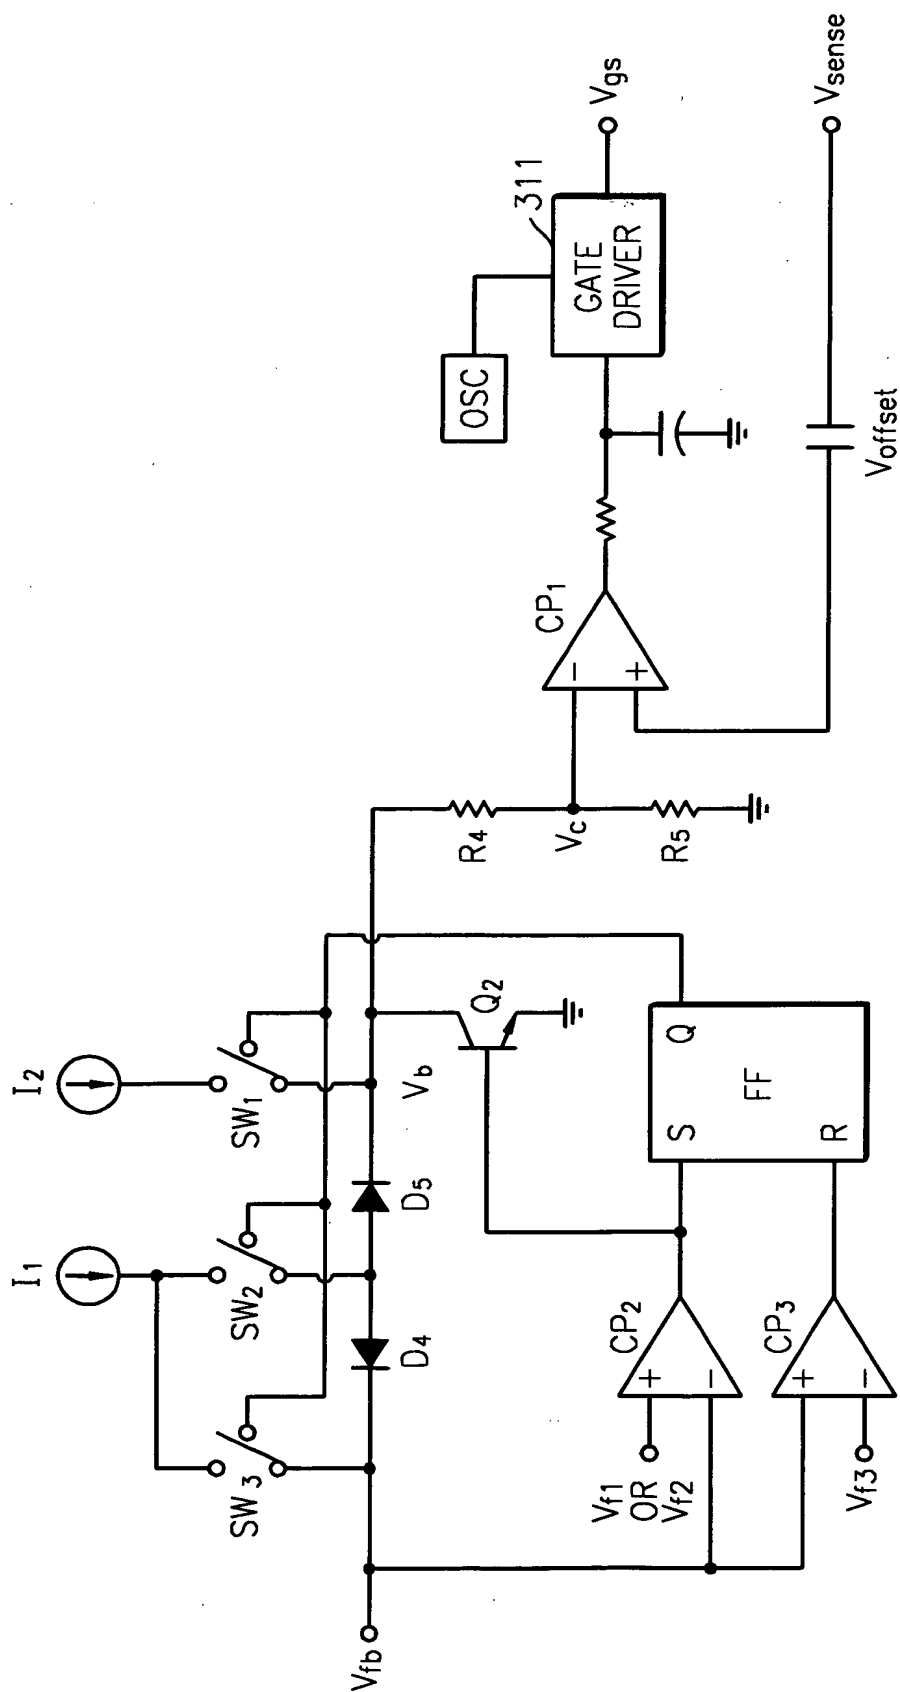 I1
I2
SW3
SW2
SW1
Vfb
D4
D5
Vb
Q2
R4
Vc
R5
Vf1
OR
Vf2
Vf3
+
−
CP2
+
−
CP3
S
R
Q
FF
−
+
CP1
OSC
GATE
DRIVER
311
Vgs
Voffset
Vsense